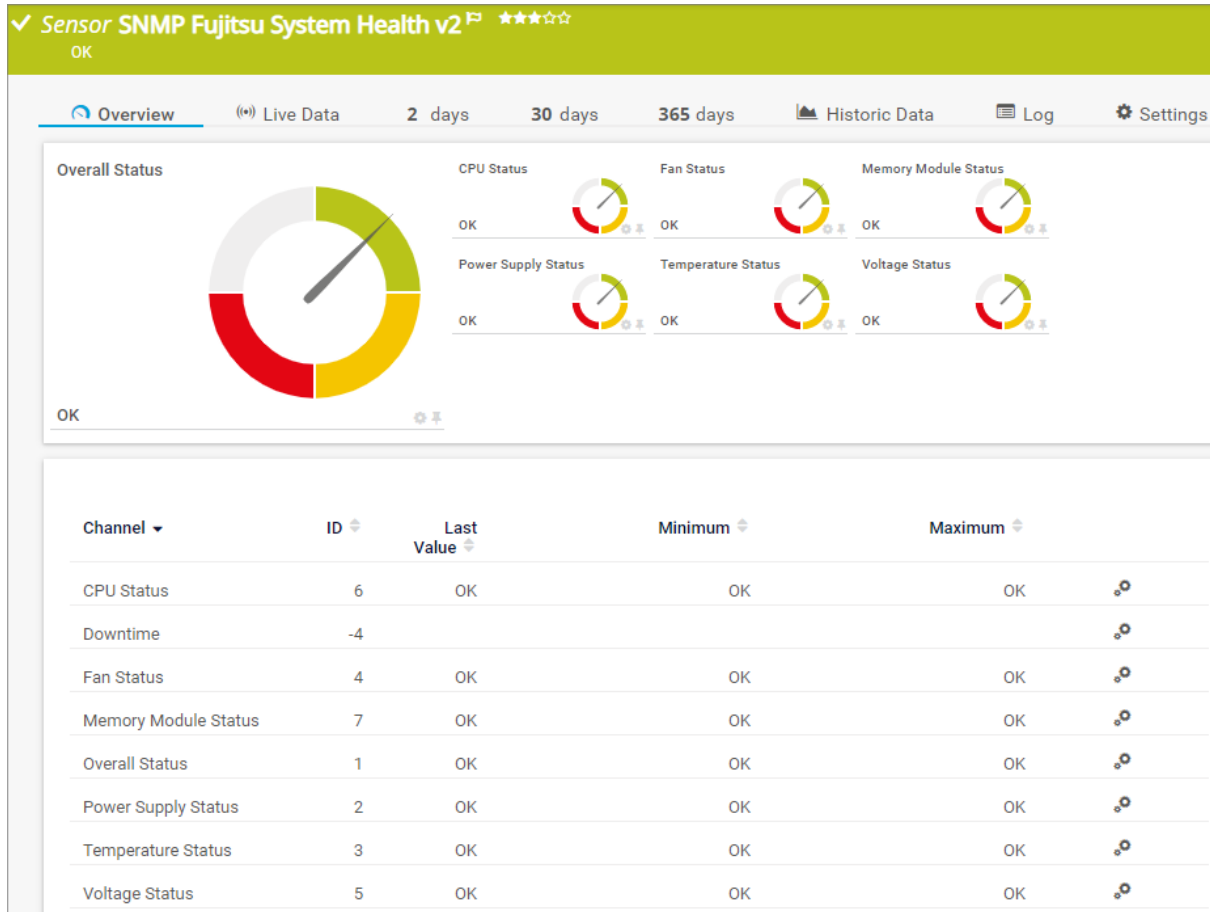 Sensor SNMP Fujitsu System Health v2
OK
Overview Live Data 2 days 30 days 365 days Historic Data Log Settings
Overall Status
OK
CPU Status
OK
Fan Status
OK
Memory Module Status
OK
Power Supply Status
OK
Temperature Status
OK
Voltage Status
OK
Channel ID Last Value Minimum Maximum
CPU Status 6 OK OK OK
Downtime -4
Fan Status 4 OK OK OK
Memory Module Status 7 OK OK OK
Overall Status 1 OK OK OK
Power Supply Status 2 OK OK OK
Temperature Status 3 OK OK OK
Voltage Status 5 OK OK OK